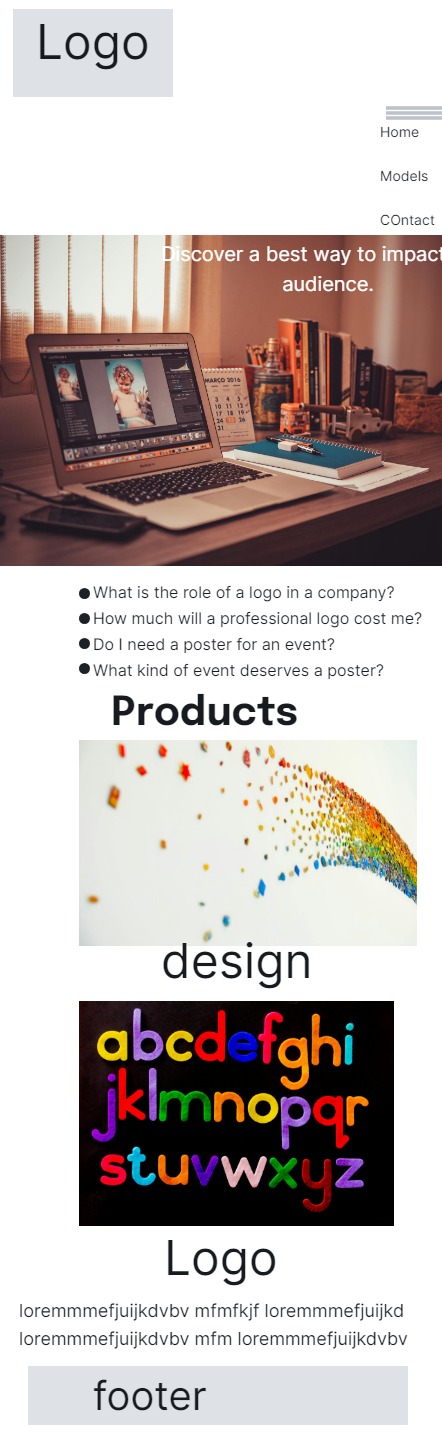 Logo
Home
Models
COntact
Discover a best way to impact
audience.
MARÇO 2016
What is the role of a logo in a company?
How much will a professional logo cost me?
Do I need a poster for an event?
What kind of event deserves a poster?
Products
design
abcdefghi
jklmnopqr
stuvwxyz
Logo
loremmmefjuijkdvbv mfmfkjf loremmmefjuijkd
loremmmefjuijkdvbv mfm loremmmefjuijkdvbv
footer